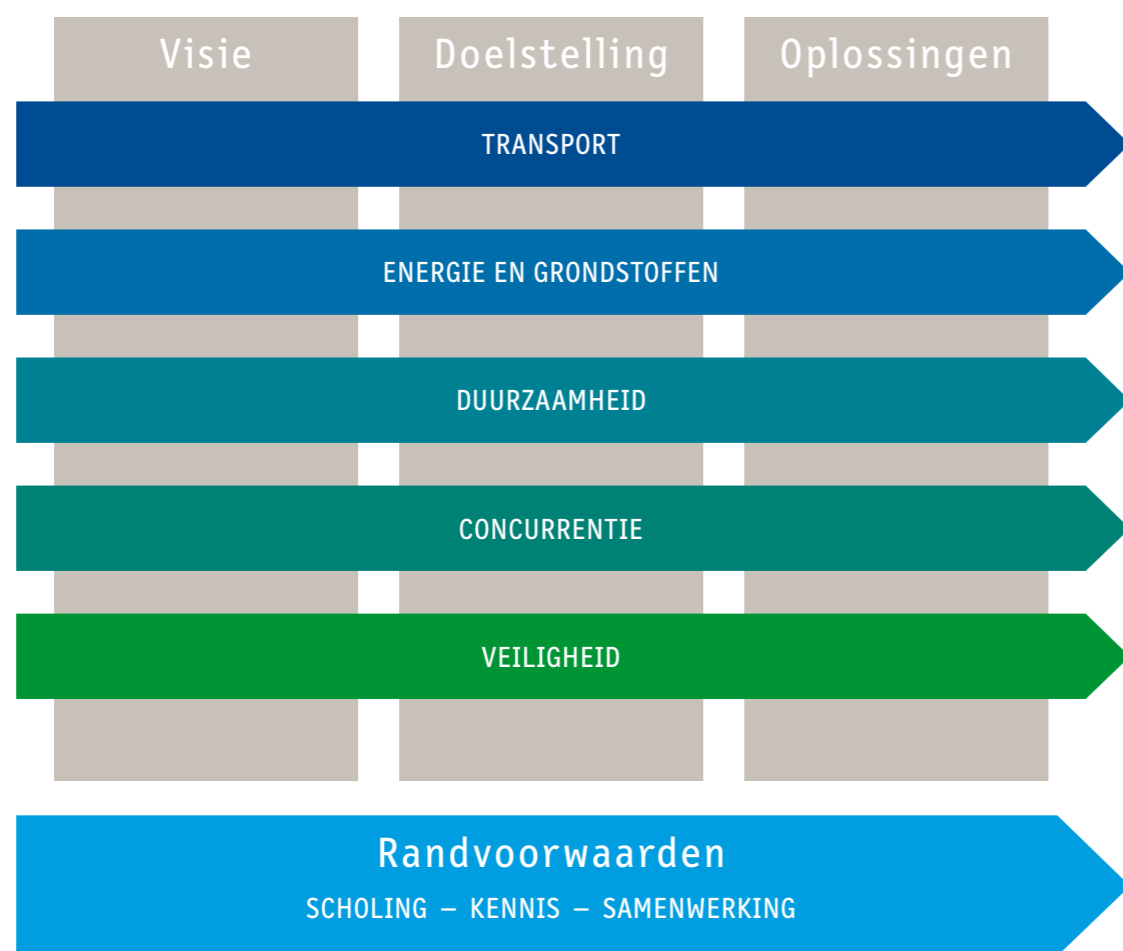 Visie
Doelstelling
Oplossingen
TRANSPORT
ENERGIE EN GRONDSTOFFEN
DUURZAAMHEID
CONCURRENTIE
VEILIGHEID
Randvoorwaarden
SCHOLING – KENNIS – SAMENWERKING